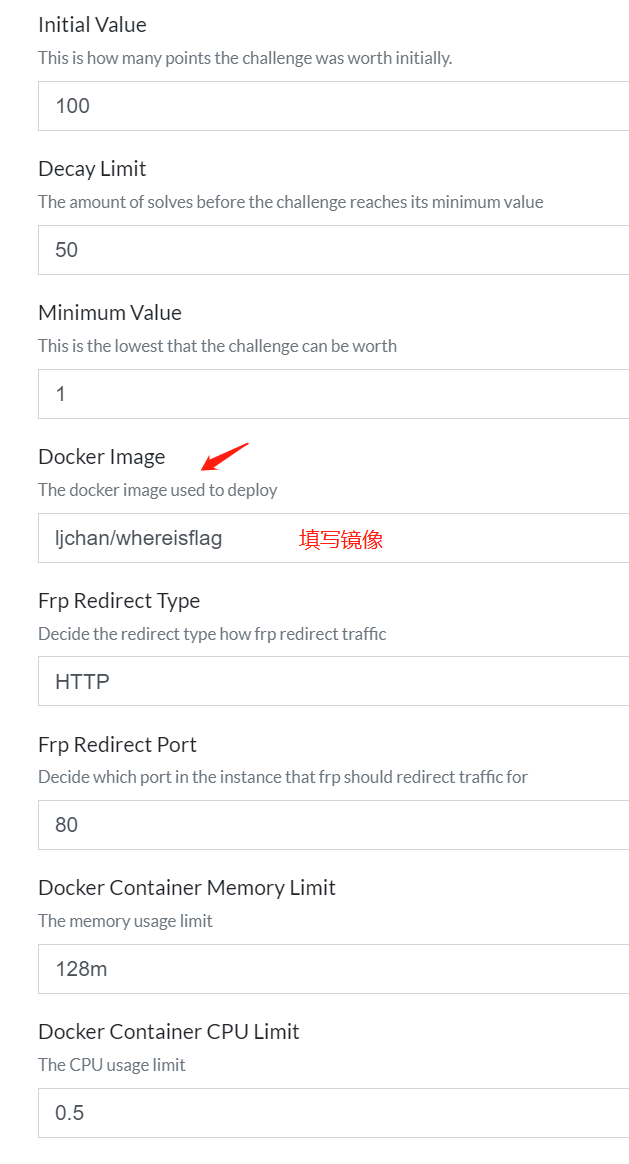 Initial Value
This is how many points the challenge was worth initially.
100
Decay Limit
The amount of solves before the challenge reaches its minimum value
50
Minimum Value
This is the lowest that the challenge can be worth
1
Docker Image
The docker image used to deploy
ljchan/whereisflag 填写镜像
Frp Redirect Type
Decide the redirect type how frp redirect traffic
HTTP
Frp Redirect Port
Decide which port in the instance that frp should redirect traffic for
80
Docker Container Memory Limit
The memory usage limit
128m
Docker Container CPU Limit
The CPU usage limit
0.5